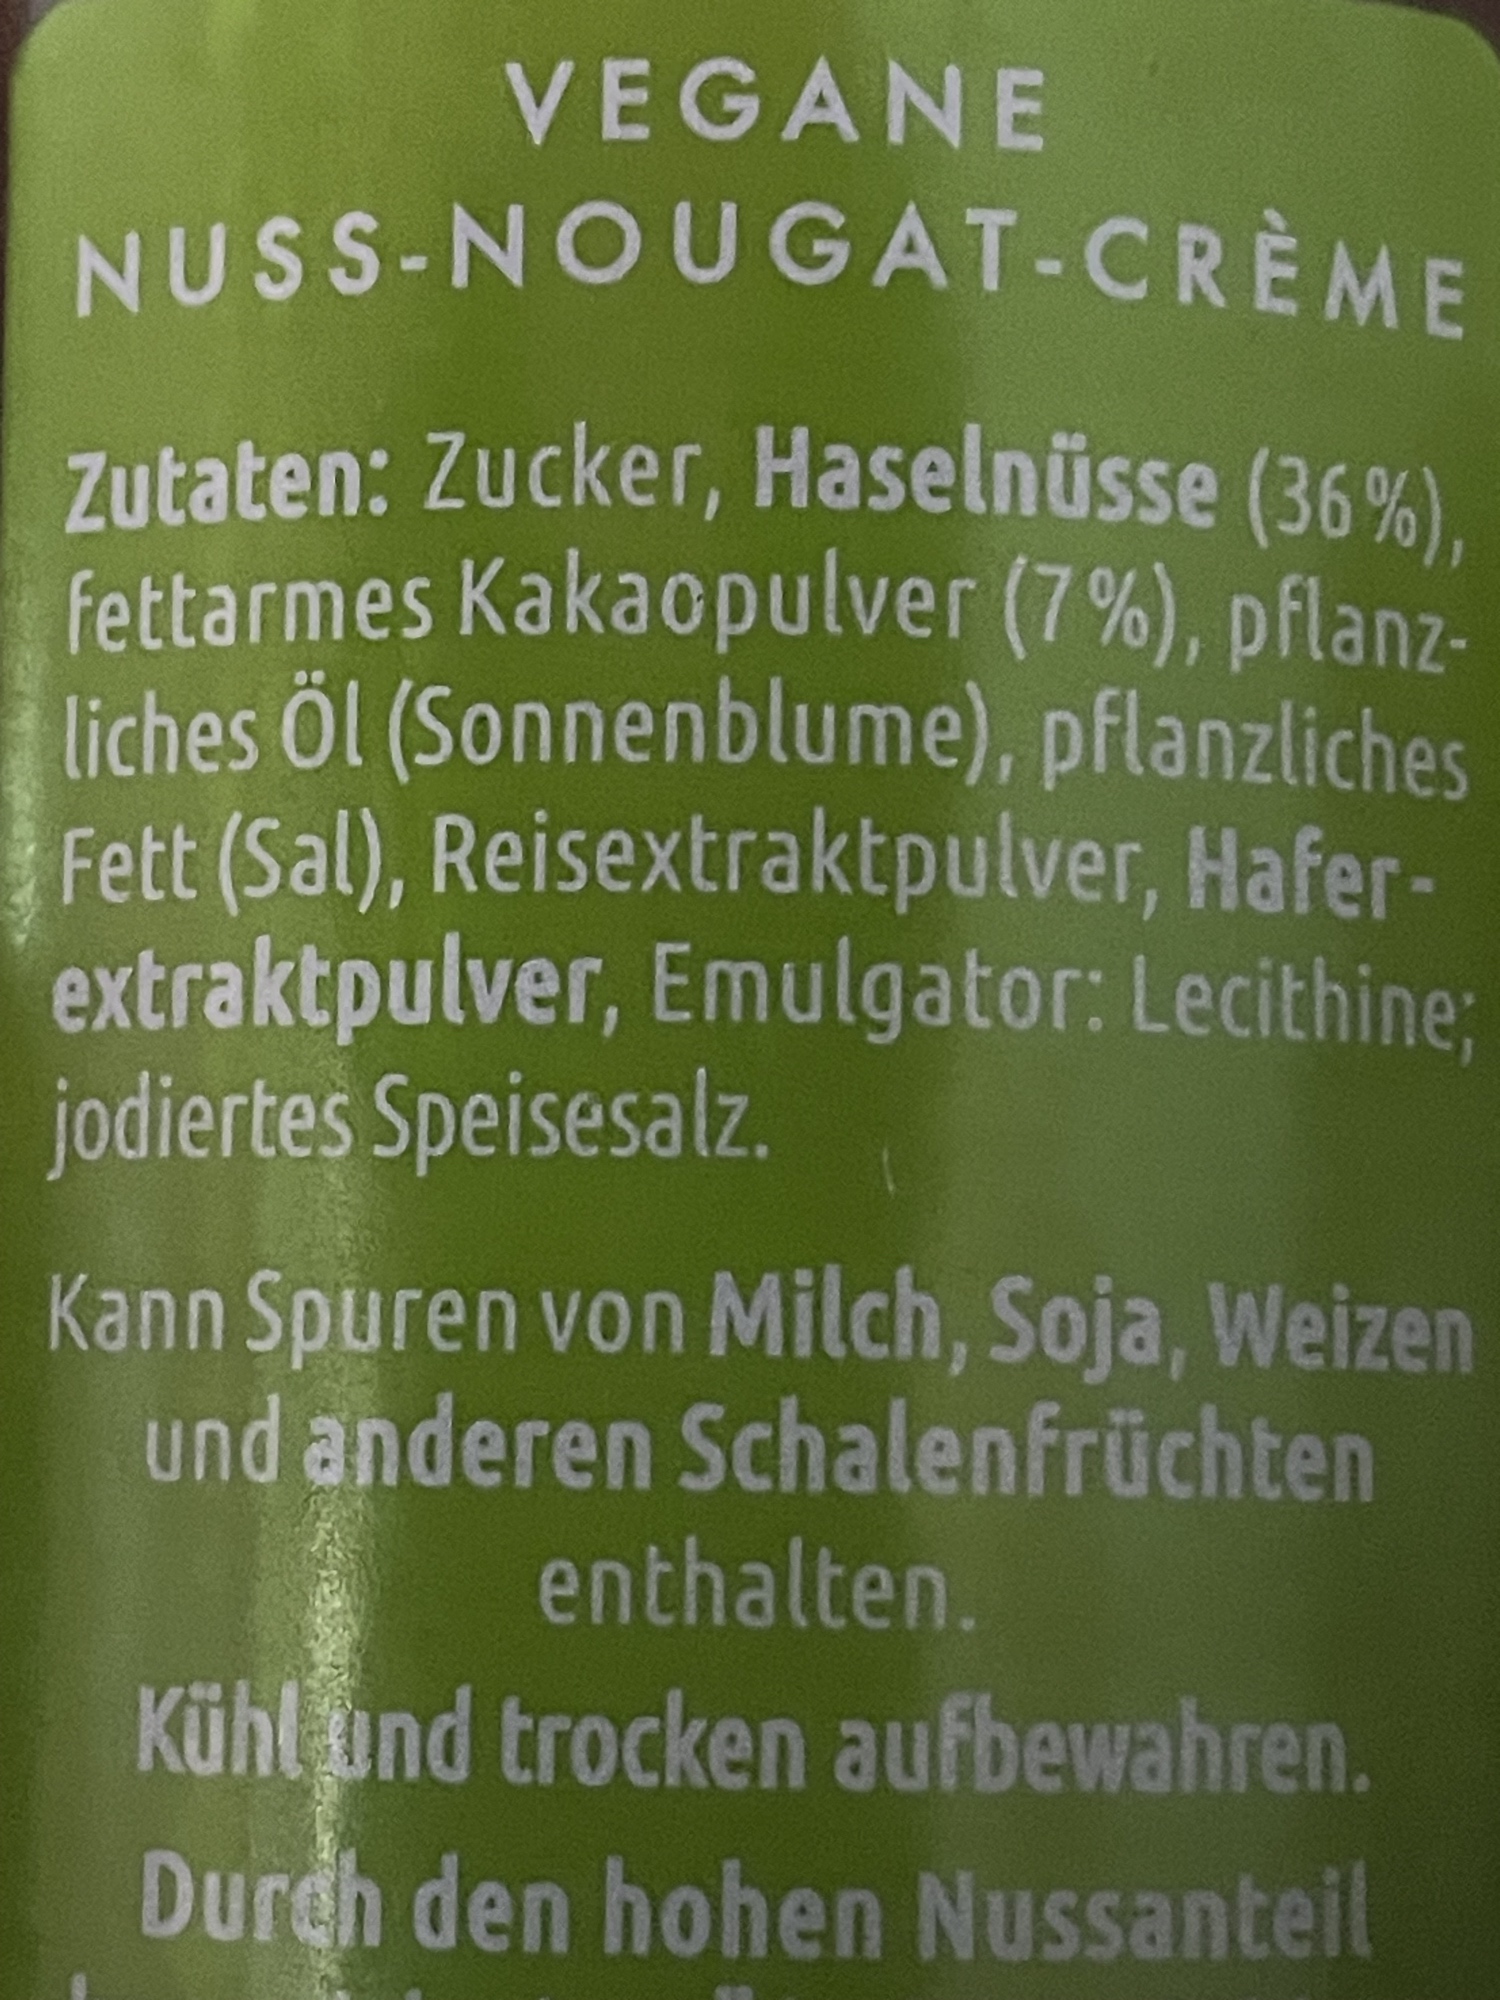 VEGANE
NUSS-NOUGAT-CRÈME
Zutaten: Zucker, Haselnüsse (36 %),
fettarmes Kakaopulver (7 %), pflanz-
liches Öl (Sonnenblume), pflanzliches
Fett (Sal), Reisextraktpulver, Hafer-
extraktpulver, Emulgator: Lecithine;
jodiertes Speisesalz.
Kann Spuren von Milch, Soja, Weizen
und anderen Schalenfrüchten
enthalten.
Kühl und trocken aufbewahren.
Durch den hohen Nussanteil